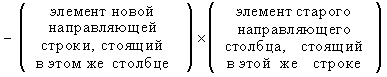 − ( элемент новой направляющей строки, стоящий в этом же столбце ) × ( элемент старого направляющего столбца, стоящий в этой же строке )